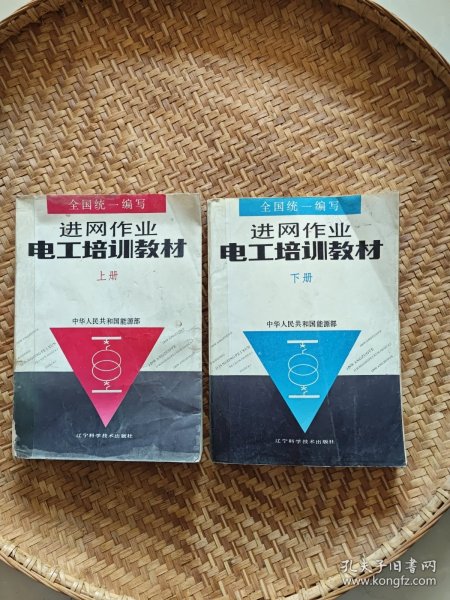 全国统一编写
进网作业
电工培训教材
上册
中华人民共和国能源部
辽宁科学技术出版社
全国统一编写
进网作业
电工培训教材
下册
中华人民共和国能源部
辽宁科学技术出版社
孔夫子旧书网
www.kongfz.com